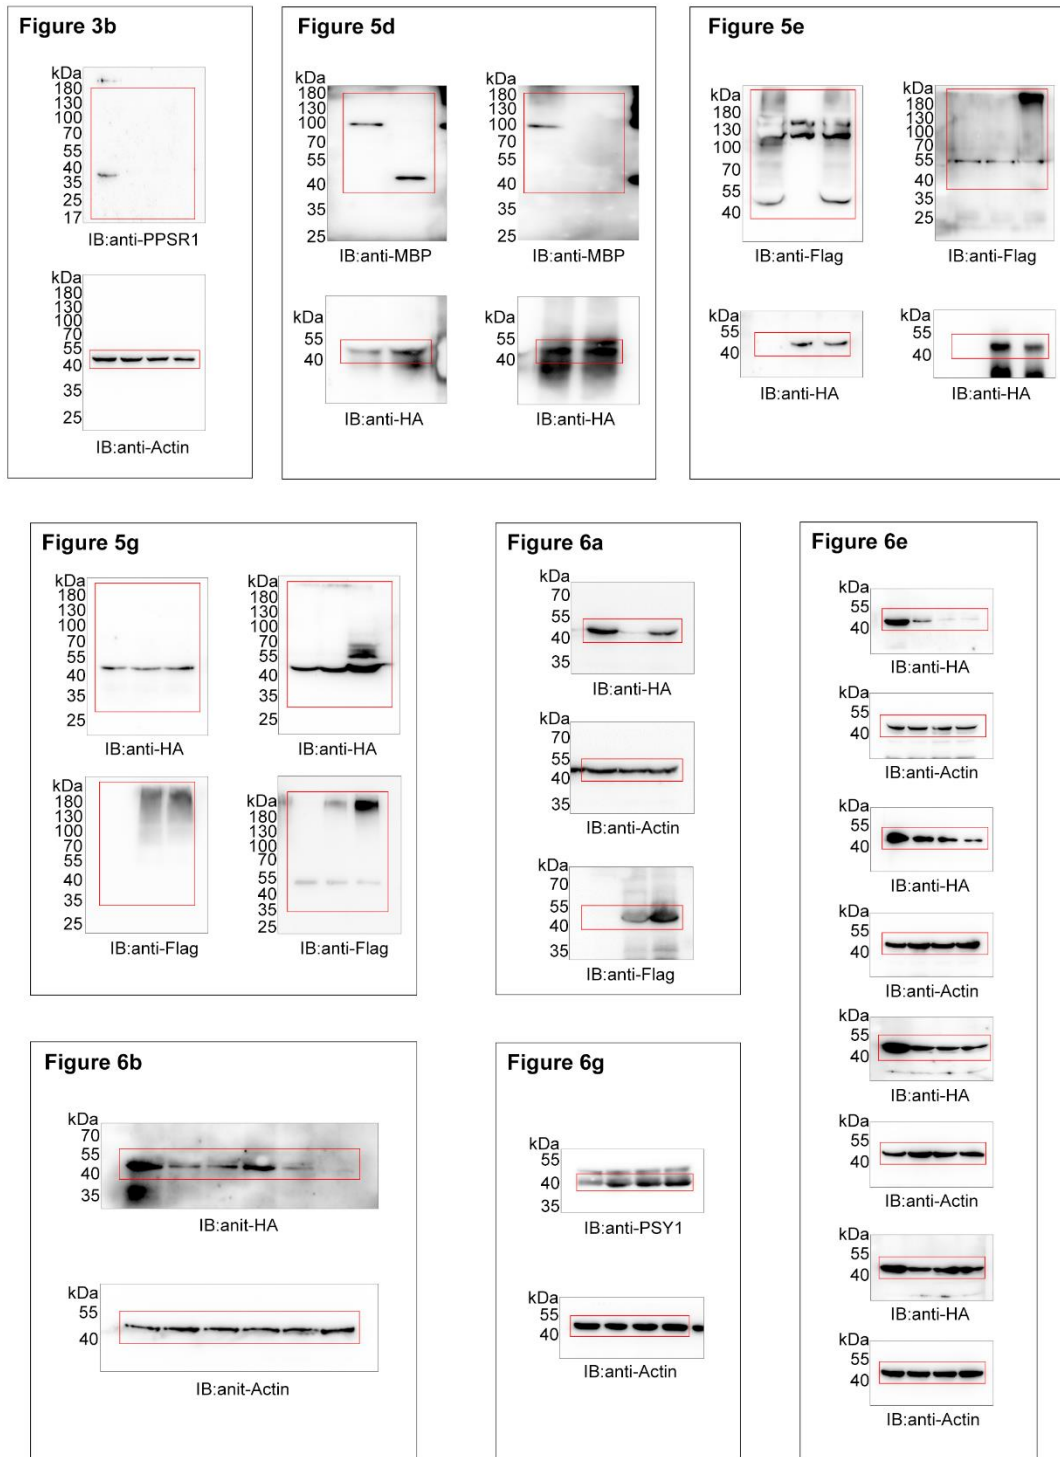 Figure 3b
kDa
180
130
100
70
55
40
35
25
17
IB:anti-PPSR1
kDa
180
130
100
70
55
40
35
25
IB:anti-Actin
Figure 5d
kDa
180
130
100
70
55
40
35
25
IB:anti-MBP
kDa
180
130
100
70
55
40
35
25
IB:anti-MBP
kDa
55
40
IB:anti-HA
kDa
55
40
IB:anti-HA
Figure 5e
kDa
180
130
100
70
55
40
IB:anti-Flag
kDa
180
130
100
70
55
40
35
25
IB:anti-Flag
kDa
55
40
IB:anti-HA
kDa
55
40
IB:anti-HA
Figure 5g
kDa
180
130
100
70
55
40
35
25
IB:anti-HA
kDa
180
130
100
70
55
40
35
25
IB:anti-HA
kDa
180
130
100
70
55
40
35
25
IB:anti-Flag
kDa
180
130
100
70
55
40
35
25
IB:anti-Flag
Figure 6a
kDa
70
55
40
35
IB:anti-HA
kDa
70
55
40
35
IB:anti-Actin
kDa
70
55
40
35
IB:anti-Flag
Figure 6e
kDa
55
40
IB:anti-HA
kDa
55
40
IB:anti-Actin
kDa
55
40
IB:anti-HA
kDa
55
40
IB:anti-Actin
kDa
55
40
IB:anti-HA
kDa
55
40
IB:anti-Actin
kDa
55
40
IB:anti-HA
kDa
55
40
IB:anti-Actin
Figure 6b
kDa
70
55
40
35
IB:anit-HA
kDa
55
40
IB:anit-Actin
Figure 6g
kDa
55
40
35
IB:anti-PSY1
kDa
55
40
IB:anti-Actin